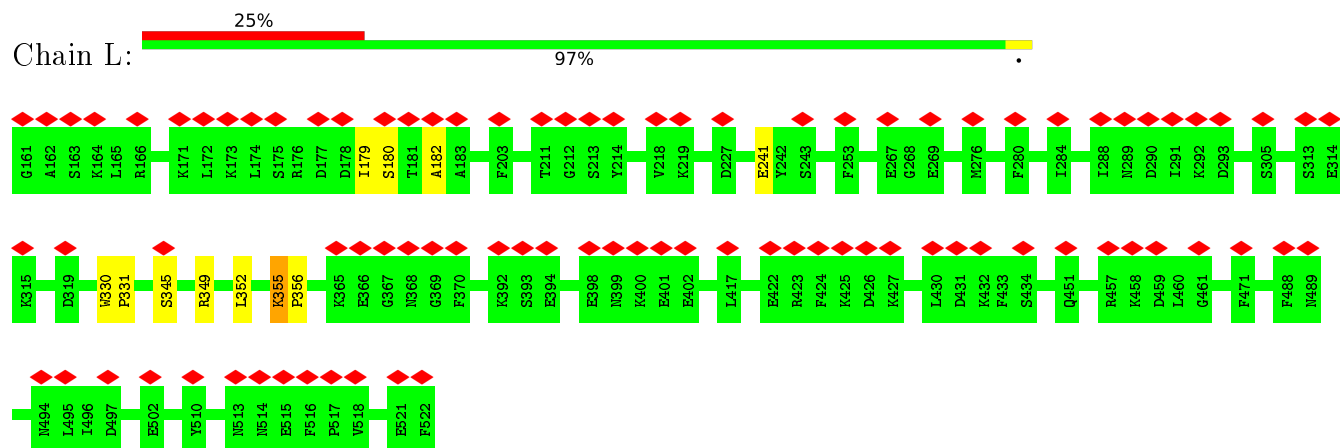 25%
Chain L:
97%
•
G161 A162 S163 K164 L165 R166 K171 L172 K173 L174 S175 R176 D177 D178 I179 S180 T181 A182 A183 F203 T211 G212 S213 Y214 V218 K219 D227 E241 Y242 S243 F253 E267 G268 E269 M276 F280 I284 I288 N289 D290 I291 K292 D293 S305 S313 E314
K315 D319 W330 P331 S345 R349 L352 K355 P356 K365 E366 G367 N368 G369 F370 K392 S393 E394 E398 N399 K400 E401 E402 L417 E422 R423 F424 K425 D426 K427 L430 D431 K432 F433 S434 Q451 R457 K458 D459 L460 G461 F471 F488 N489
N494 L495 I496 D497 E502 Y510 N513 N514 E515 F516 P517 V518 E521 F522